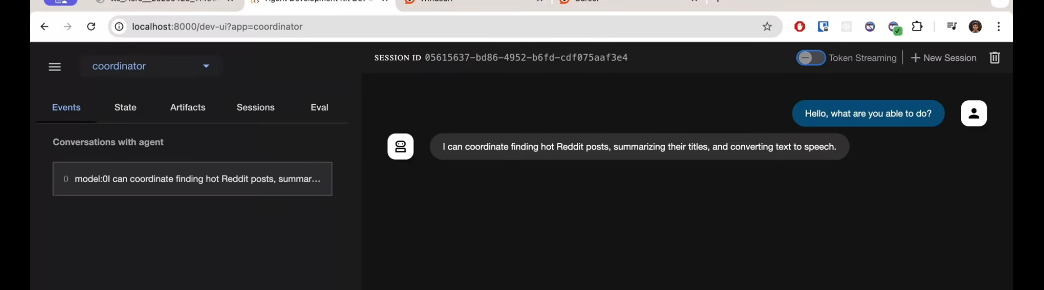 localhost:8000/dev-ui?app=coordinator
coordinator
SESSION ID 05615637-bd86-4952-b6fd-cdf075aaf3e4
Token Streaming
New Session
Events
State
Artifacts
Sessions
Eval
Hello, what are you able to do?
Conversations with agent
I can coordinate finding hot Reddit posts, summarizing their titles, and converting text to speech.
0 model:0I can coordinate finding hot Reddit posts, summar...